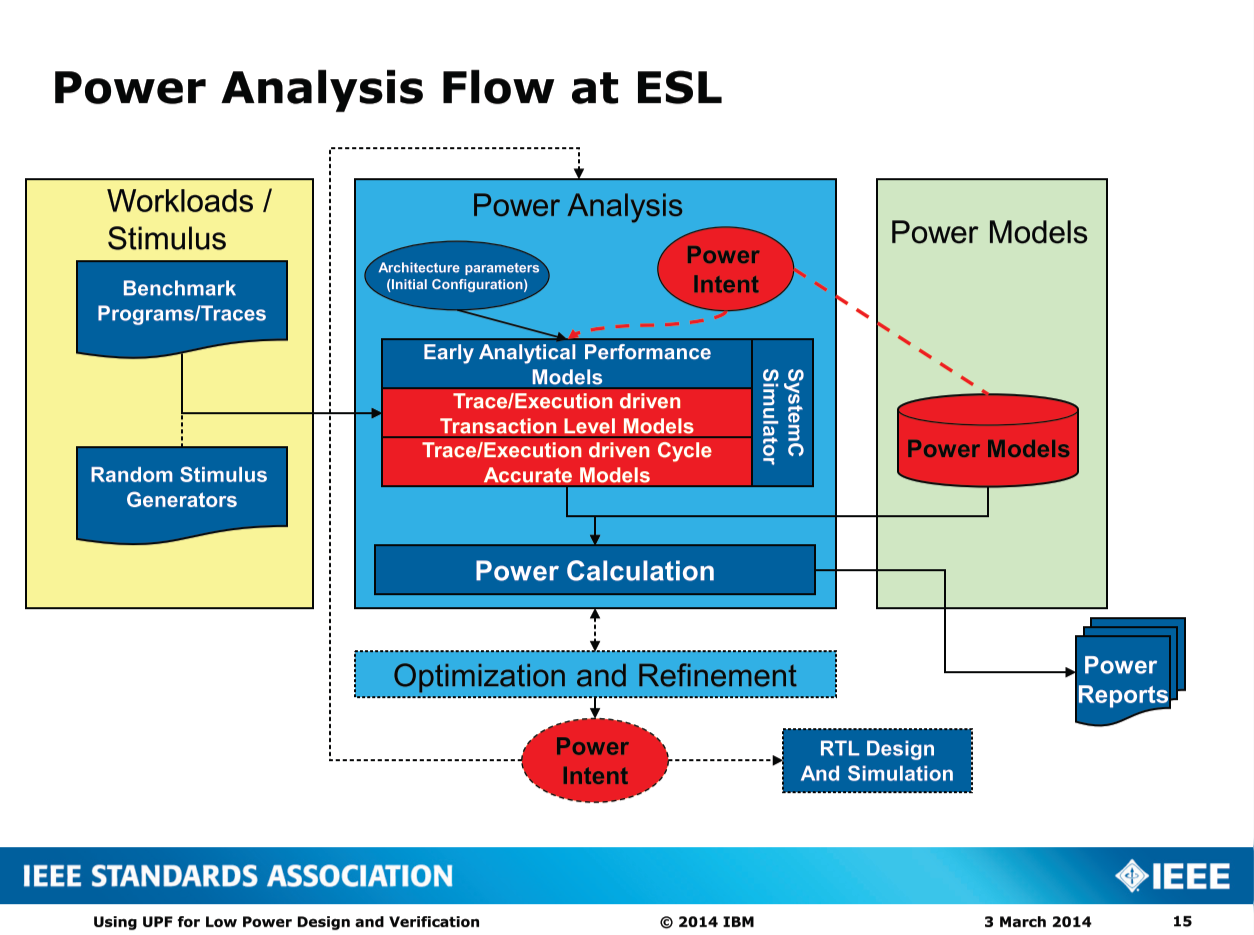 Power Analysis Flow at ESL
Workloads /
Stimulus
Benchmark
Programs/Traces
Random Stimulus
Generators
Power Analysis
Architecture parameters
(Initial Configuration)
Power
Intent
Early Analytical Performance
Models
Trace/Execution driven
Transaction Level Models
Trace/Execution driven Cycle
Accurate Models
SystemC
Simulator
Power Calculation
Power Models
Power Models
Optimization and Refinement
Power
Intent
RTL Design
And Simulation
Power
Reports
IEEE STANDARDS ASSOCIATION
IEEE
Using UPF for Low Power Design and Verification
© 2014 IBM
3 March 2014
15